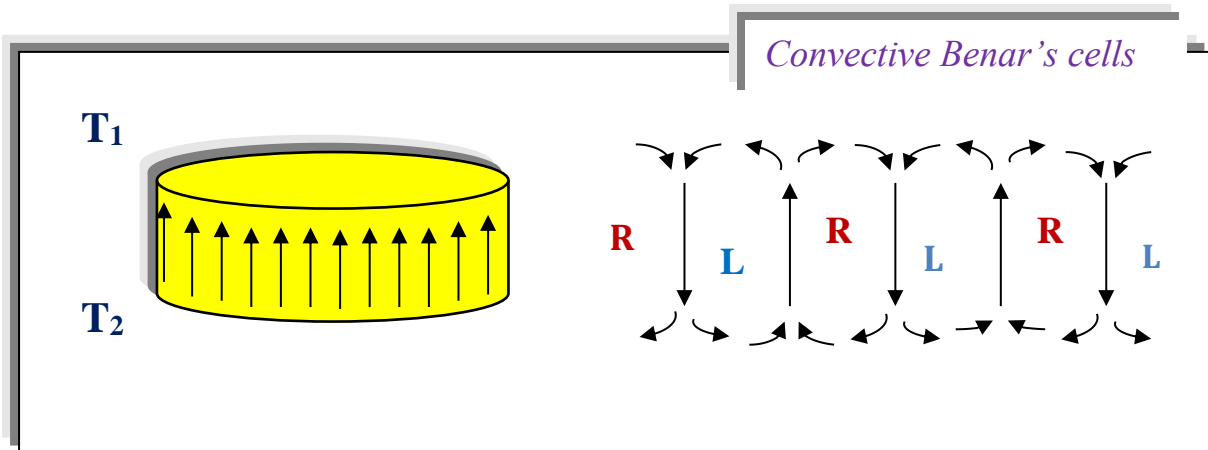 Convective Benar's cells
T₁
T₂
R L R L R L